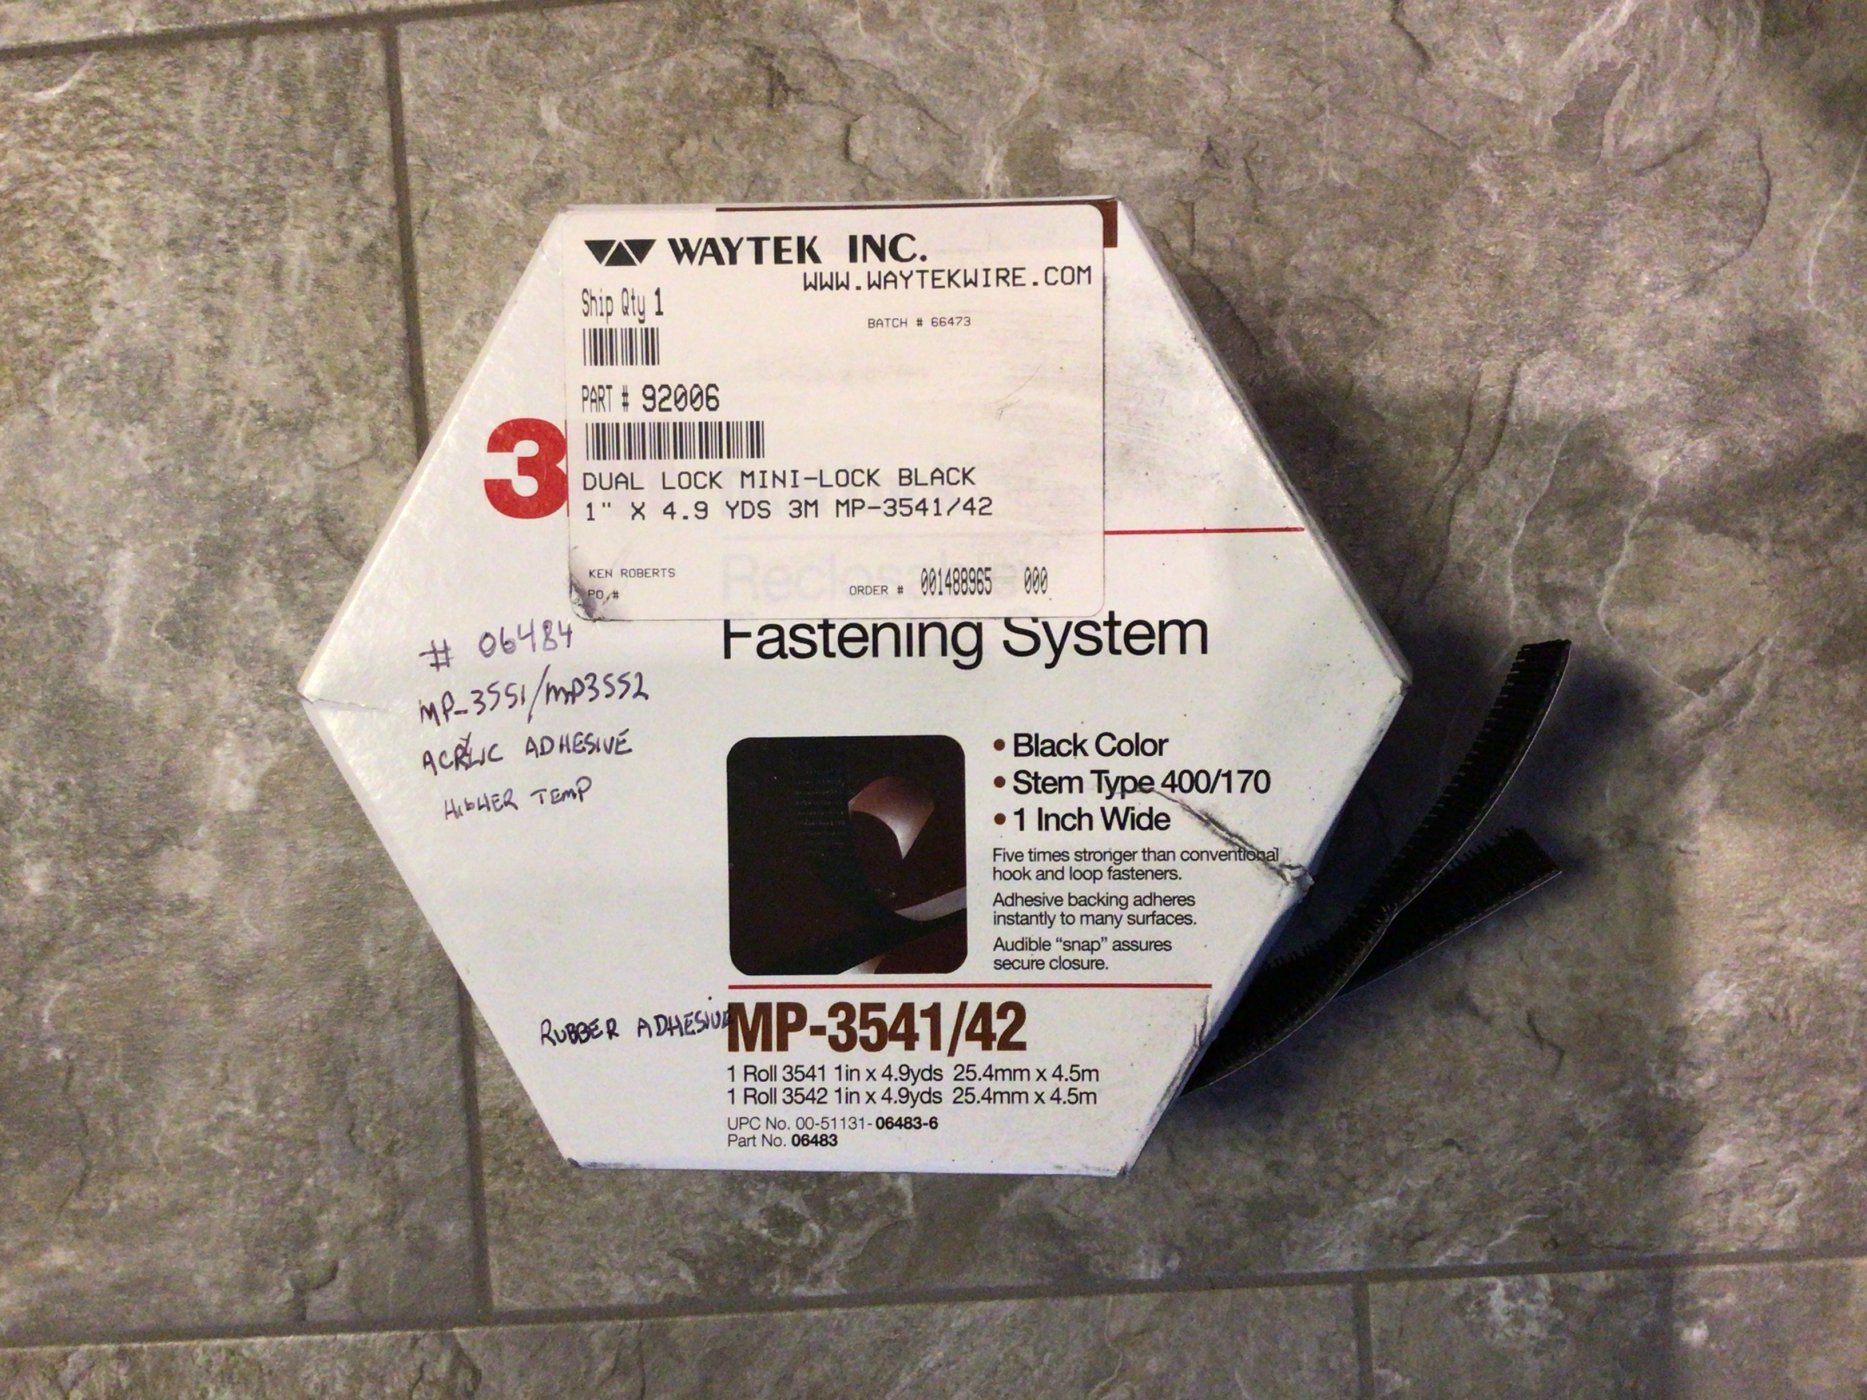 WAYTEK INC.
WWW.WAYTEKWIRE.COM
Ship Qty 1
BATCH # 66473
PART # 92006
3
DUAL LOCK MINI-LOCK BLACK
1" X 4.9 YDS 3M MP-3541/42
KEN ROBERTS
ORDER # 001488965 000
PO.#
Fastening System
# 06484
MP-3551/MP3552
ACRYLIC ADHESIVE
HIGHER TEMP
• Black Color
• Stem Type 400/170
• 1 Inch Wide
Five times stronger than conventional
hook and loop fasteners.
Adhesive backing adheres
instantly to many surfaces.
Audible “snap” assures
secure closure.
RUBBER ADHESIVE
MP-3541/42
1 Roll 3541 1in x 4.9yds 25.4mm x 4.5m
1 Roll 3542 1in x 4.9yds 25.4mm x 4.5m
UPC No. 00-51131-06483-6
Part No. 06483